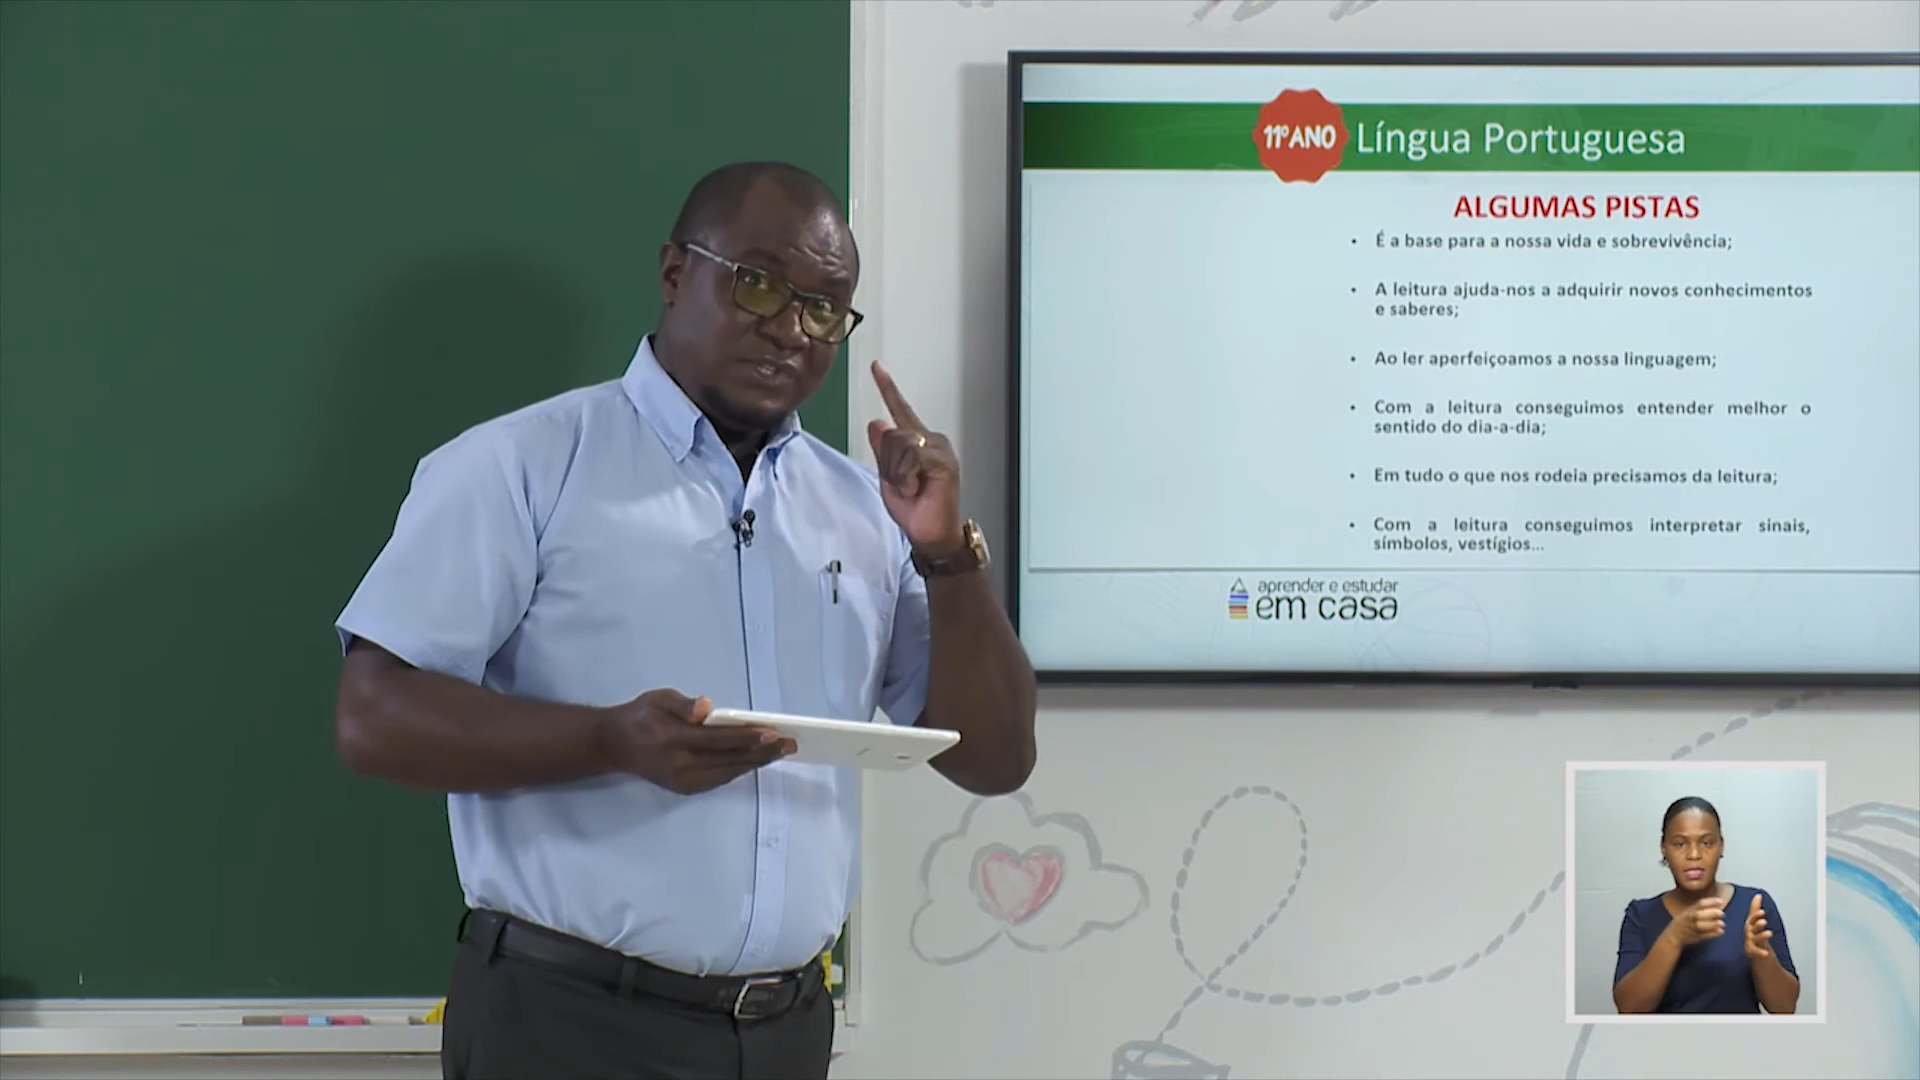 11ºANO Língua Portuguesa
ALGUMAS PISTAS
• É a base para a nossa vida e sobrevivência;
• A leitura ajuda-nos a adquirir novos conhecimentos
e saberes;
• Ao ler aperfeiçoamos a nossa linguagem;
• Com a leitura conseguimos entender melhor o
sentido do dia-a-dia;
• Em tudo o que nos rodeia precisamos da leitura;
• Com a leitura conseguimos interpretar sinais,
símbolos, vestígios...
aprender e estudar
em casa